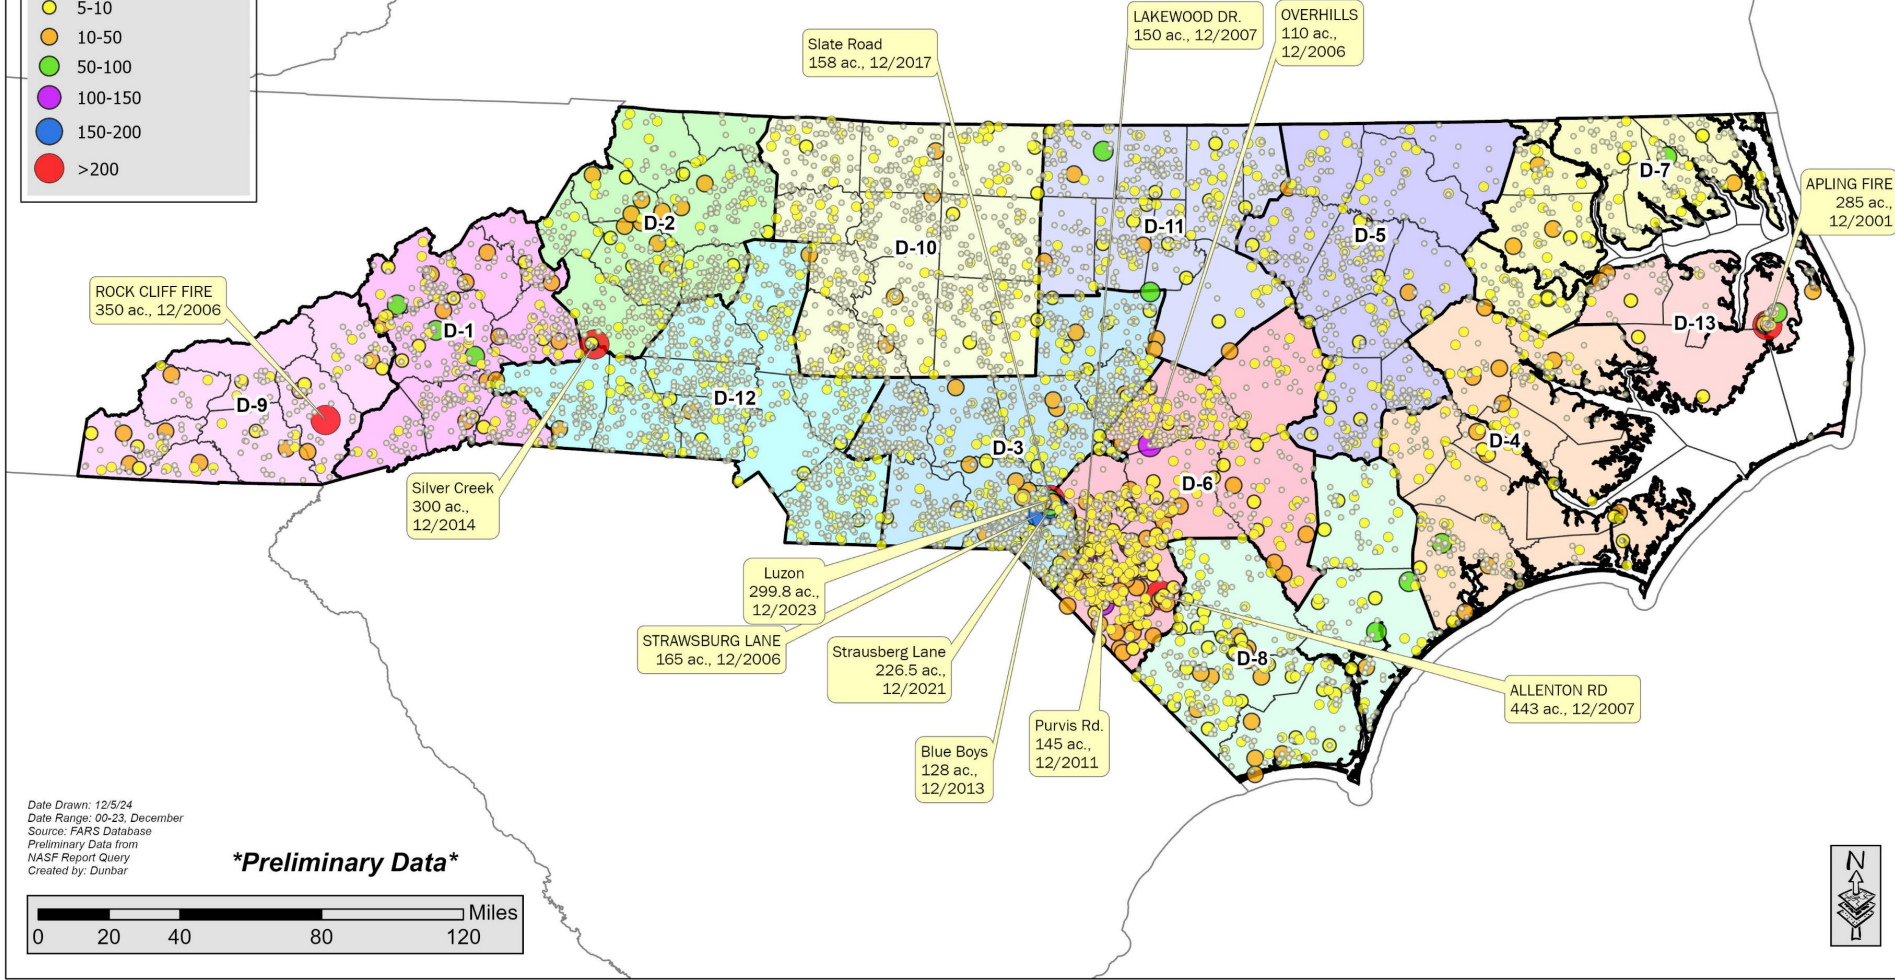 5-10
10-50
50-100
100-150
150-200
>200
Slate Road
158 ac., 12/2017
LAKEWOOD DR.
150 ac., 12/2007
OVERHILLS
110 ac.,
12/2006
APLING FIRE
285 ac.,
12/2001
ROCK CLIFF FIRE
350 ac., 12/2006
D-2
D-10
D-11
D-5
D-7
D-1
D-13
D-9
D-12
D-3
D-4
D-6
D-8
Silver Creek
300 ac.,
12/2014
Luzon
299.8 ac.,
12/2023
STRAWSBURG LANE
165 ac., 12/2006
Strausberg Lane
226.5 ac.,
12/2021
Blue Boys
128 ac.,
12/2013
Purvis Rd.
145 ac.,
12/2011
ALLENTON RD
443 ac., 12/2007
Date Drawn: 12/5/24
Date Range: 00-23, December
Source: FARS Database
Preliminary Data from
NASF Report Query
Created by: Dunbar
*Preliminary Data*
Miles
0 20 40 80 120
N